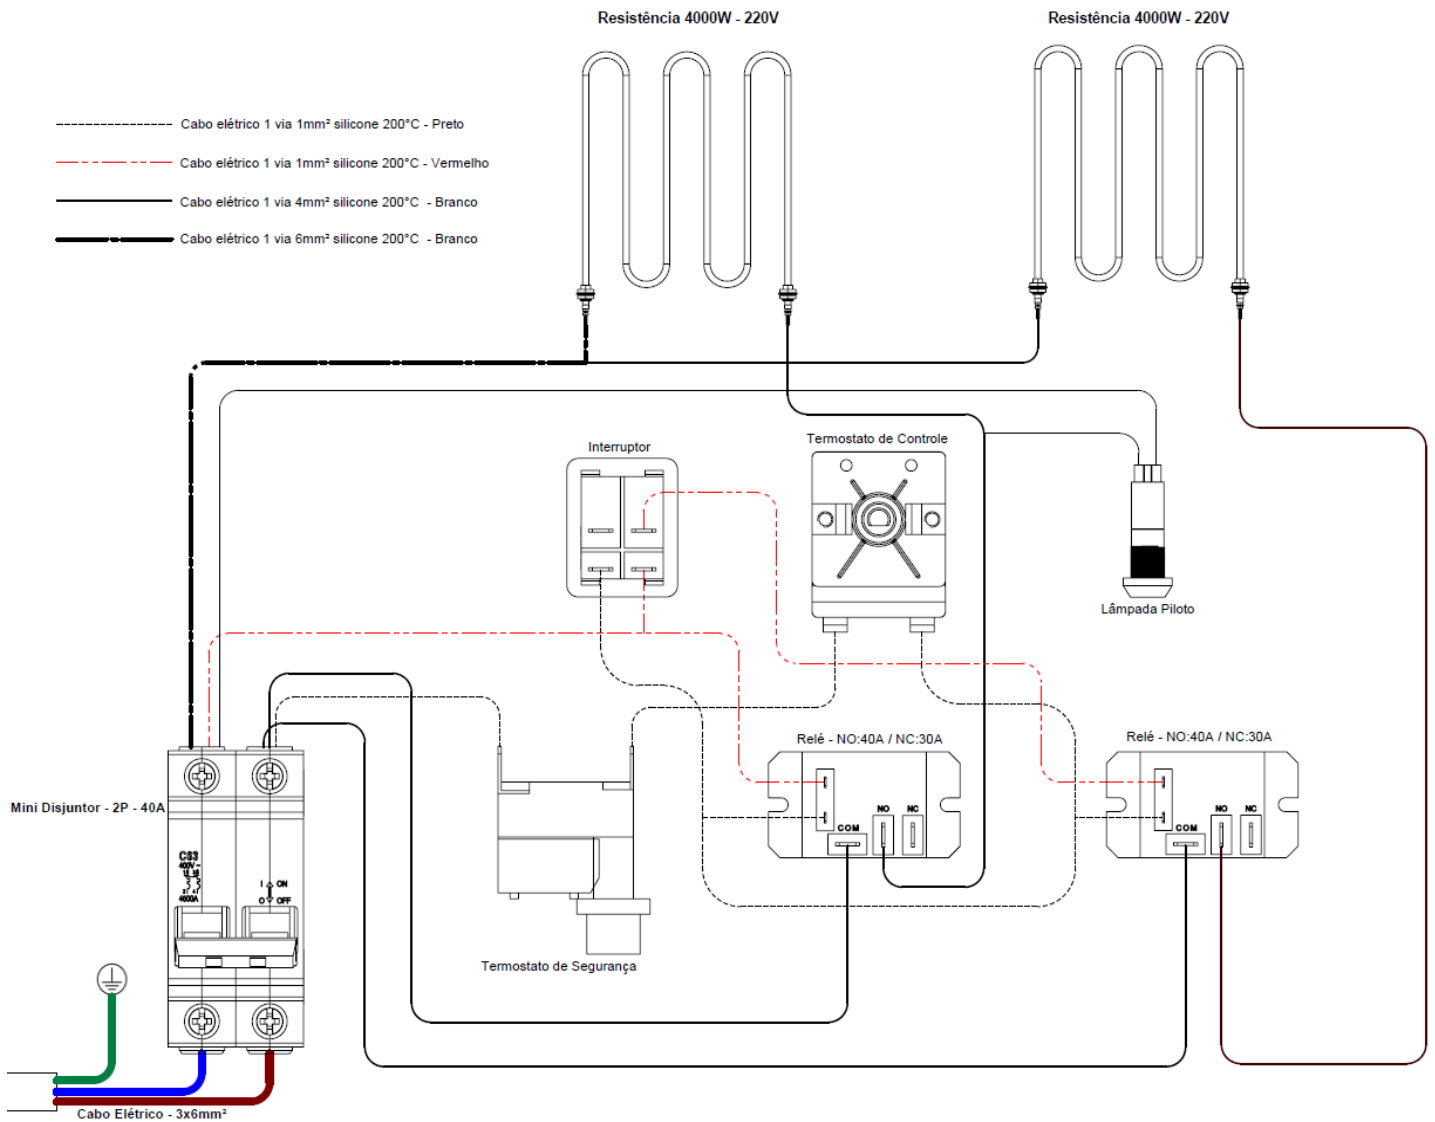 Resistência 4000W - 220V
Resistência 4000W - 220V
Cabo elétrico 1 via 1mm² silicone 200°C - Preto
Cabo elétrico 1 via 1mm² silicone 200°C - Vermelho
Cabo elétrico 1 via 4mm² silicone 200°C - Branco
Cabo elétrico 1 via 6mm² silicone 200°C - Branco
Interruptor
Termostato de Controle
Lâmpada Piloto
Relé - NO:40A / NC:30A
NO
NC
COM
Relé - NO:40A / NC:30A
NO
NC
COM
Mini Disjuntor - 2P - 40A
C63
400V ~
I ON
O OFF
Termostato de Segurança
Cabo Elétrico - 3x6mm²